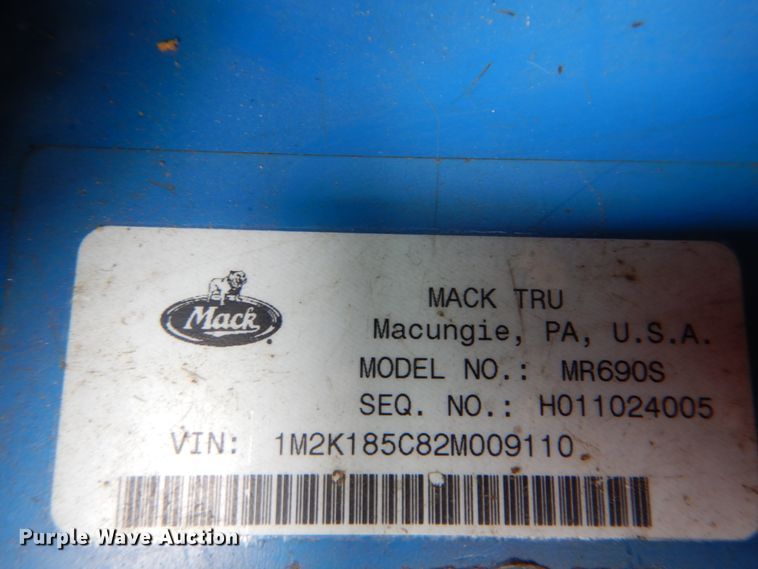 Mack
MACK TRU
Macungie, PA, U.S.A.
MODEL NO.: MR690S
SEQ. NO.: H011024005
VIN: 1M2K185C82M009110
Purple Wave Auction